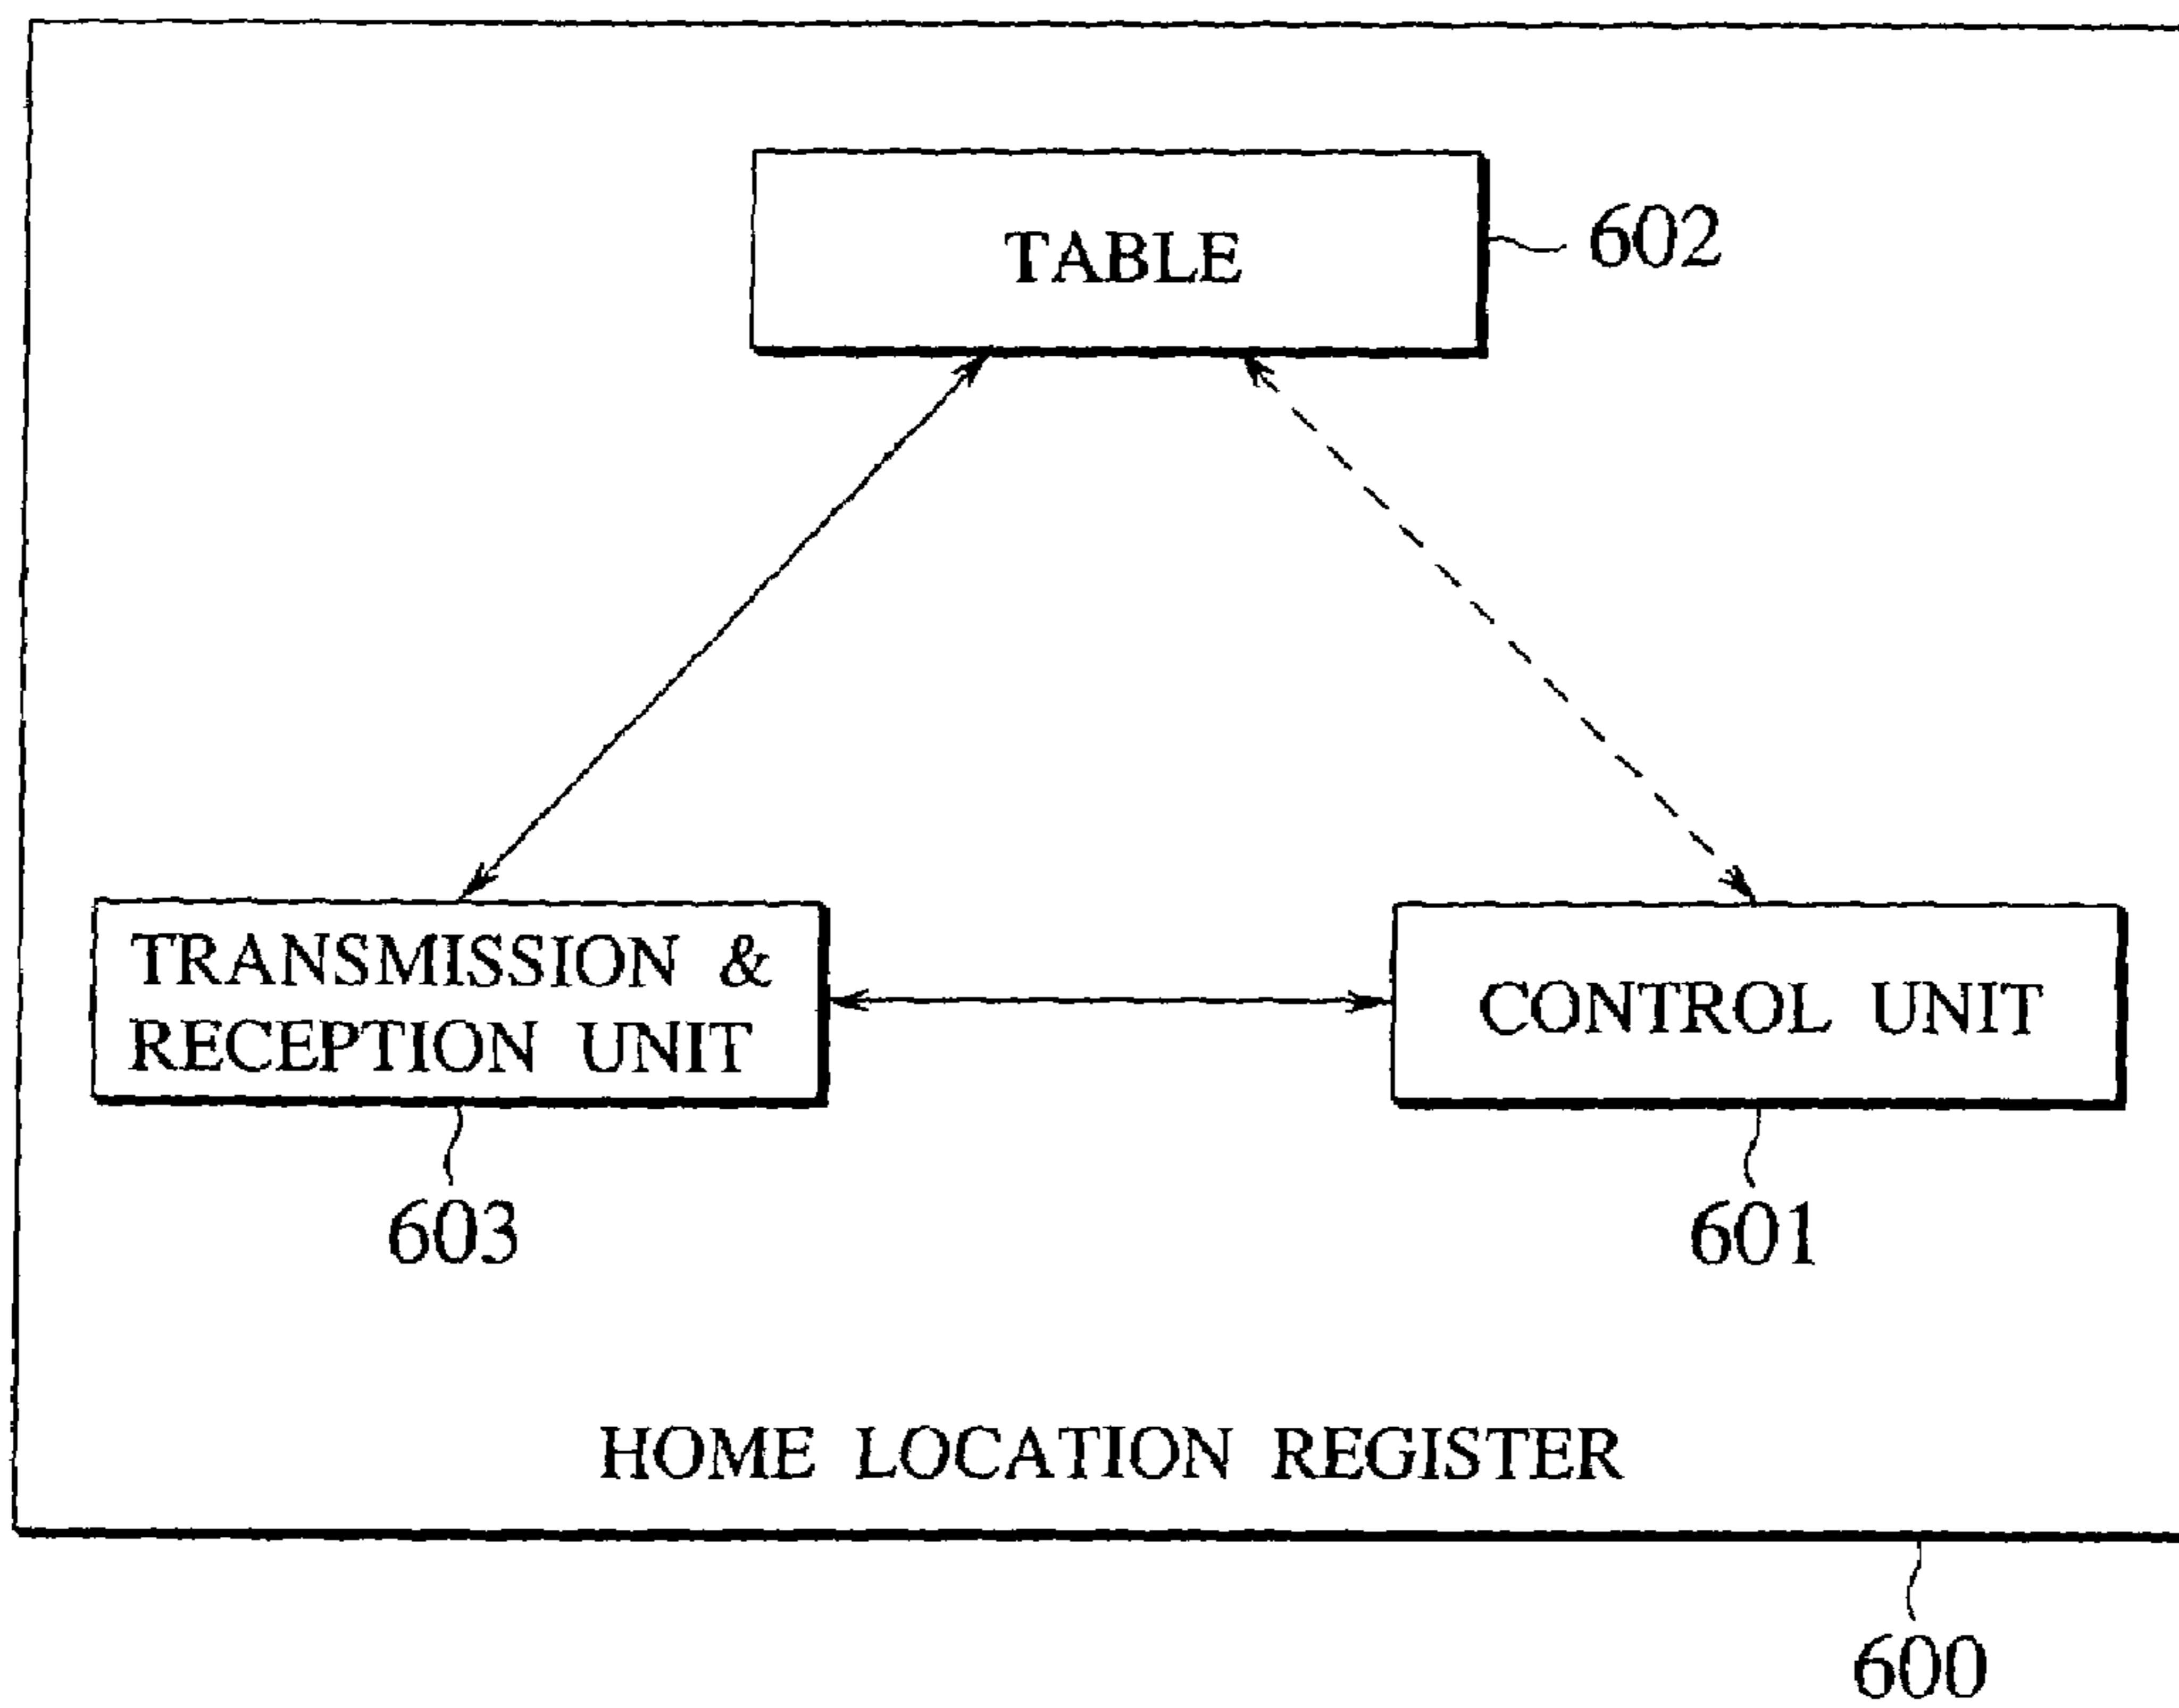 TABLE
602
TRANSMISSION &
RECEPTION UNIT
CONTROL UNIT
603
601
HOME LOCATION REGISTER
600